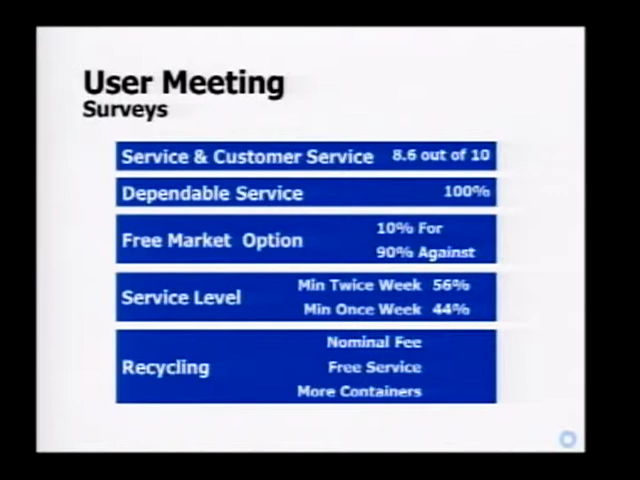 User Meeting
Surveys
Service & Customer Service 8.6 out of 10
Dependable Service 100%
Free Market Option
10% For
90% Against
Service Level
Min Twice Week 56%
Min Once Week 44%
Recycling
Nominal Fee
Free Service
More Containers